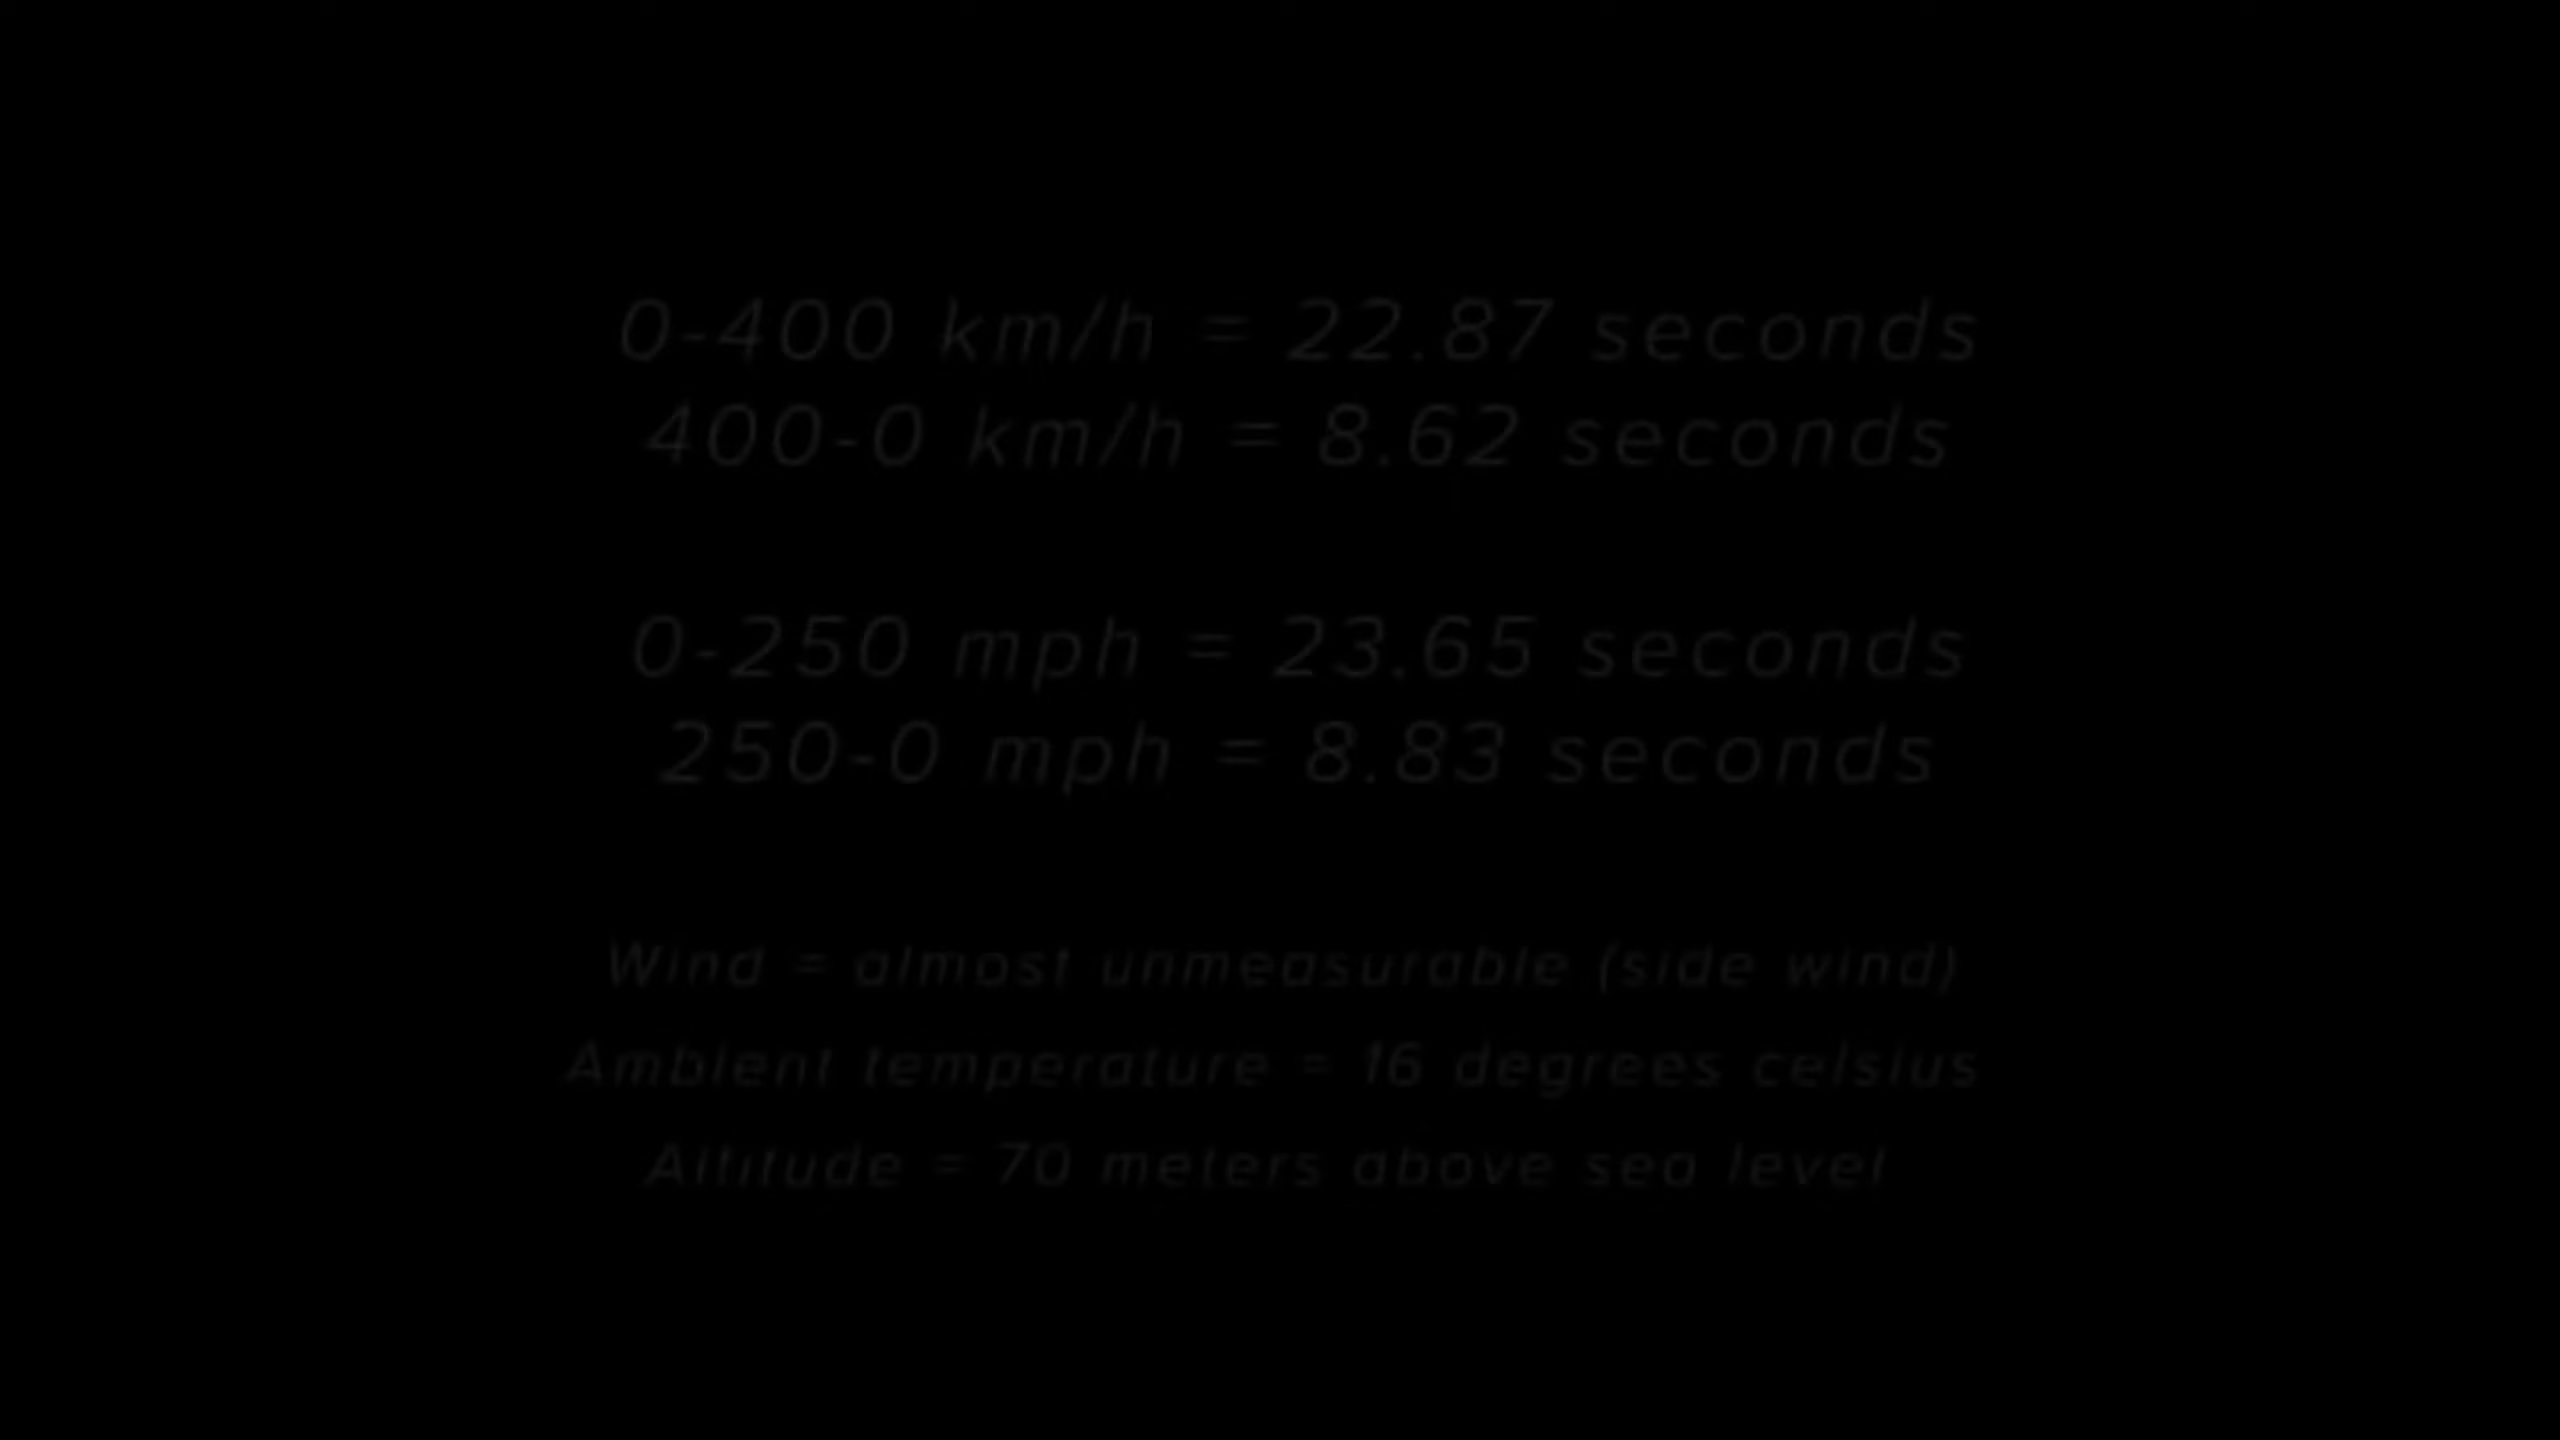 0-400 km/h = 22.87 seconds
400-0 km/h = 8.62 seconds
0-250 mph = 23.65 seconds
250-0 mph = 8.83 seconds
Wind = almost unmeasurable (side wind)
Ambient temperature = 16 degrees celsius
Altitude = 70 meters above sea level